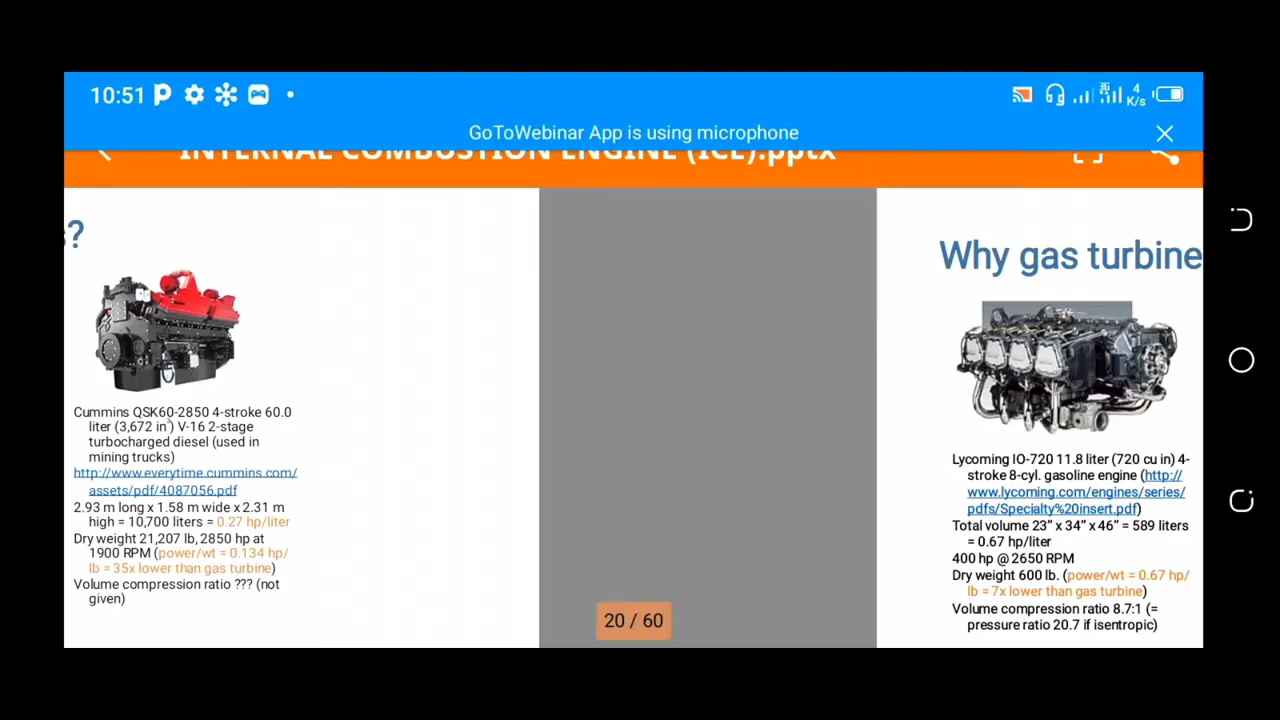 10:51
4
K/s
GoToWebinar App is using microphone
INTERNAL COMBUSTION ENGINE (ICE).pptx
s?
Cummins QSK60-2850 4-stroke 60.0
liter (3,672 in³) V-16 2-stage
turbocharged diesel (used in
mining trucks)
http://www.everytime.cummins.com/
assets/pdf/4087056.pdf
2.93 m long x 1.58 m wide x 2.31 m
high = 10,700 liters = 0.27 hp/liter
Dry weight 21,207 lb, 2850 hp at
1900 RPM (power/wt = 0.134 hp/
lb = 35x lower than gas turbine)
Volume compression ratio ??? (not
given)
20 / 60
Why gas turbine
Lycoming IO-720 11.8 liter (720 cu in) 4-
stroke 8-cyl. gasoline engine (http://
www.lycoming.com/engines/series/
pdfs/Specialty%20insert.pdf)
Total volume 23” x 34” x 46” = 589 liters
= 0.67 hp/liter
400 hp @ 2650 RPM
Dry weight 600 lb. (power/wt = 0.67 hp/
lb = 7x lower than gas turbine)
Volume compression ratio 8.7:1 (=
pressure ratio 20.7 if isentropic)